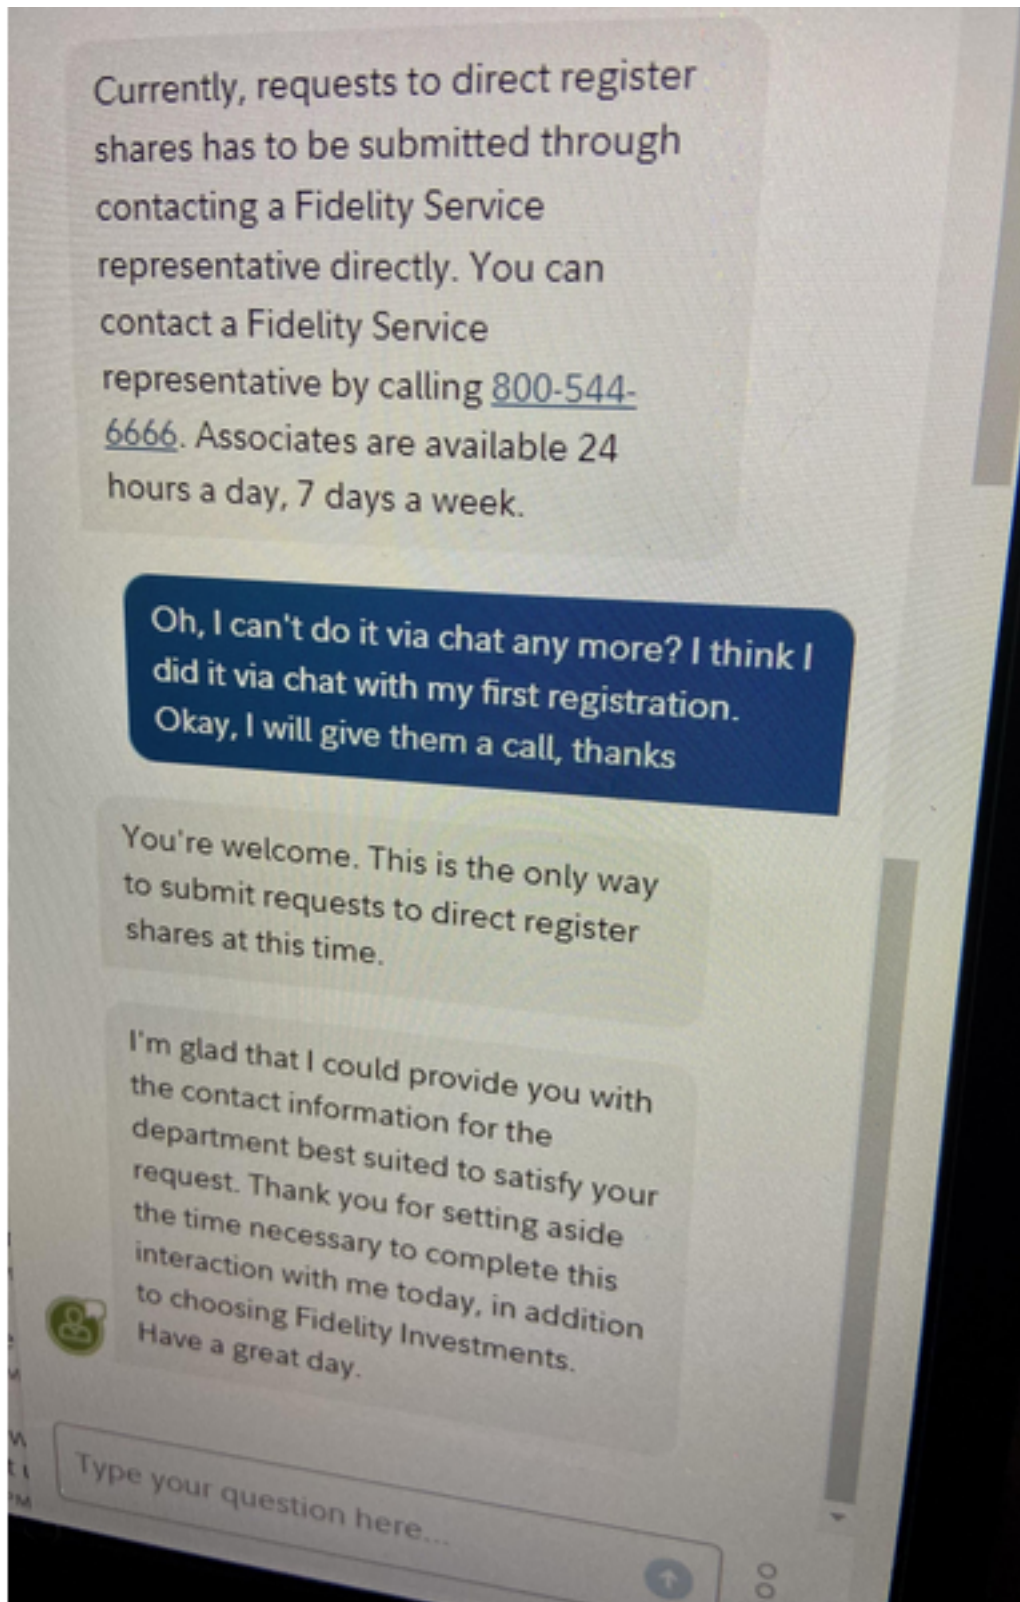 Currently, requests to direct register
shares has to be submitted through
contacting a Fidelity Service
representative directly. You can
contact a Fidelity Service
representative by calling 800-544-
6666. Associates are available 24
hours a day, 7 days a week.
Oh, I can't do it via chat any more? I think I
did it via chat with my first registration.
Okay, I will give them a call, thanks
You're welcome. This is the only way
to submit requests to direct register
shares at this time.
I'm glad that I could provide you with
the contact information for the
department best suited to satisfy your
request. Thank you for setting aside
the time necessary to complete this
interaction with me today, in addition
to choosing Fidelity Investments.
Have a great day.
Type your question here...